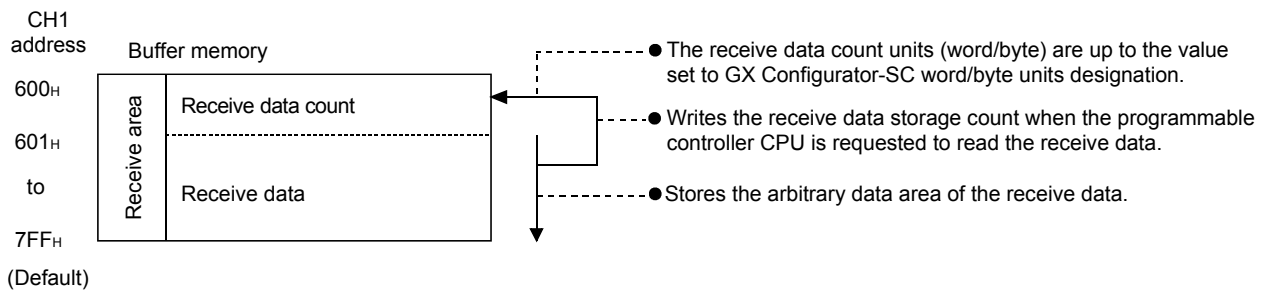 CH1
address
Buffer memory
600H
601H
to
7FFH
(Default)
Receive area
Receive data count
Receive data
● The receive data count units (word/byte) are up to the value
set to GX Configurator-SC word/byte units designation.
● Writes the receive data storage count when the programmable
controller CPU is requested to read the receive data.
● Stores the arbitrary data area of the receive data.